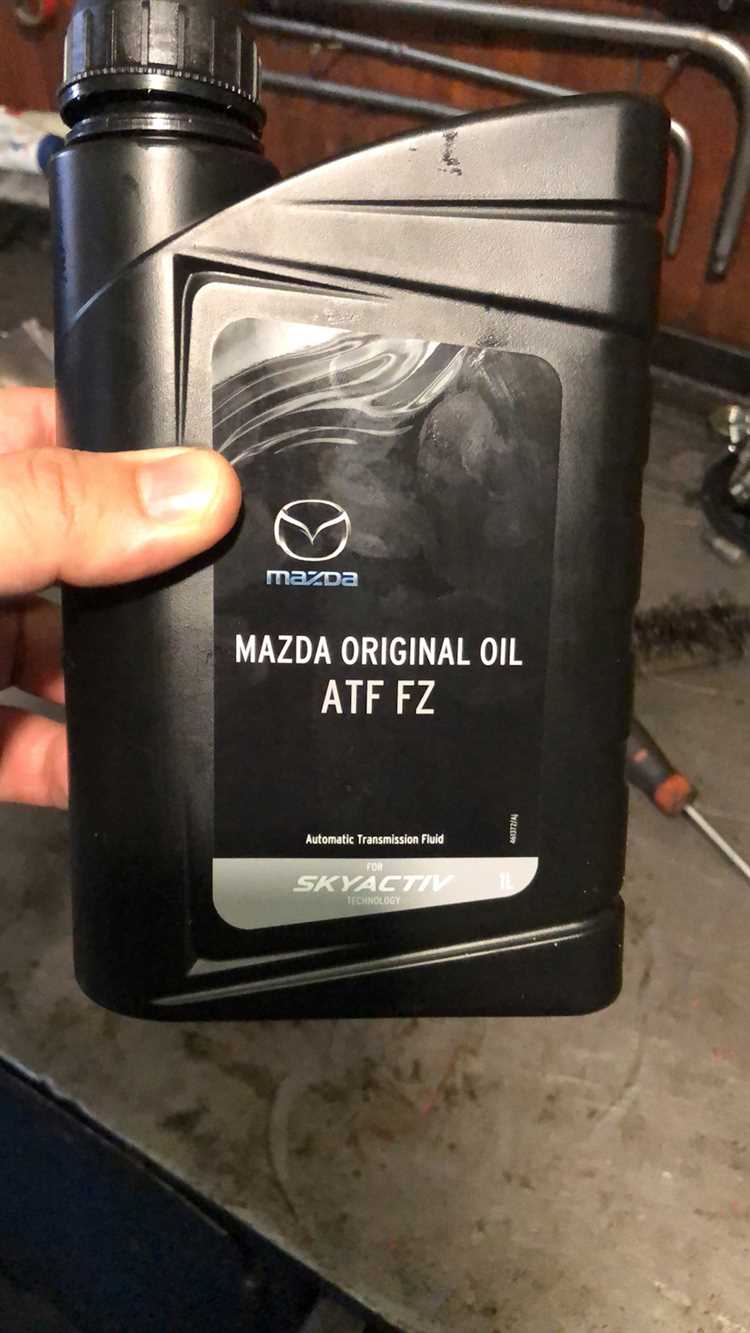 mazda
MAZDA ORIGINAL OIL
ATF FZ
Automatic Transmission Fluid
FOR
SKYACTIV
TECHNOLOGY
1L